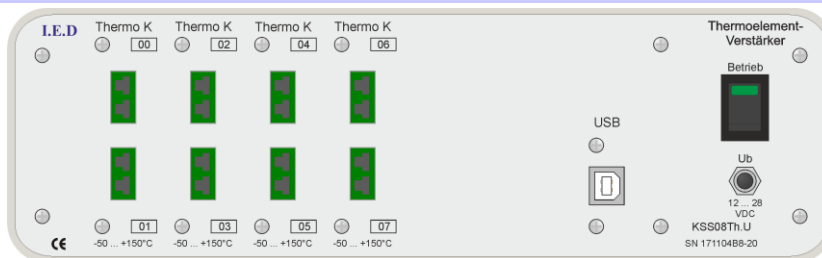 I.E.D
Thermo K Thermo K Thermo K Thermo K
00 02 04 06
Thermoelement-
Verstärker
Betrieb
USB
Ub
12 ... 28
VDC
01 03 05 07
-50 ... +150°C -50 ... +150°C -50 ... +150°C -50 ... +150°C
CE
KSS08Th.U
SN 171104B8-20